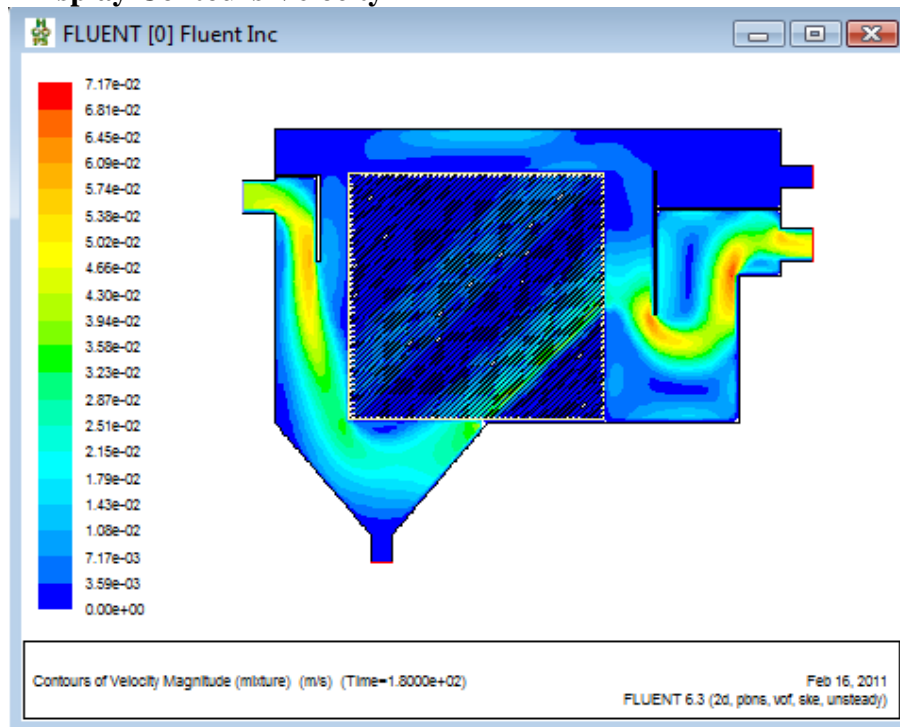 Display Contours Velocity
FLUENT [0] Fluent Inc
7.17e-02
6.81e-02
6.45e-02
6.09e-02
5.74e-02
5.38e-02
5.02e-02
4.66e-02
4.30e-02
3.94e-02
3.58e-02
3.23e-02
2.87e-02
2.51e-02
2.15e-02
1.79e-02
1.43e-02
1.08e-02
7.17e-03
3.59e-03
0.00e+00
Contours of Velocity Magnitude (mixture) (m/s) (Time=1.8000e+02)
Feb 16, 2011
FLUENT 6.3 (2d, pbns, vof, ske, unsteady)